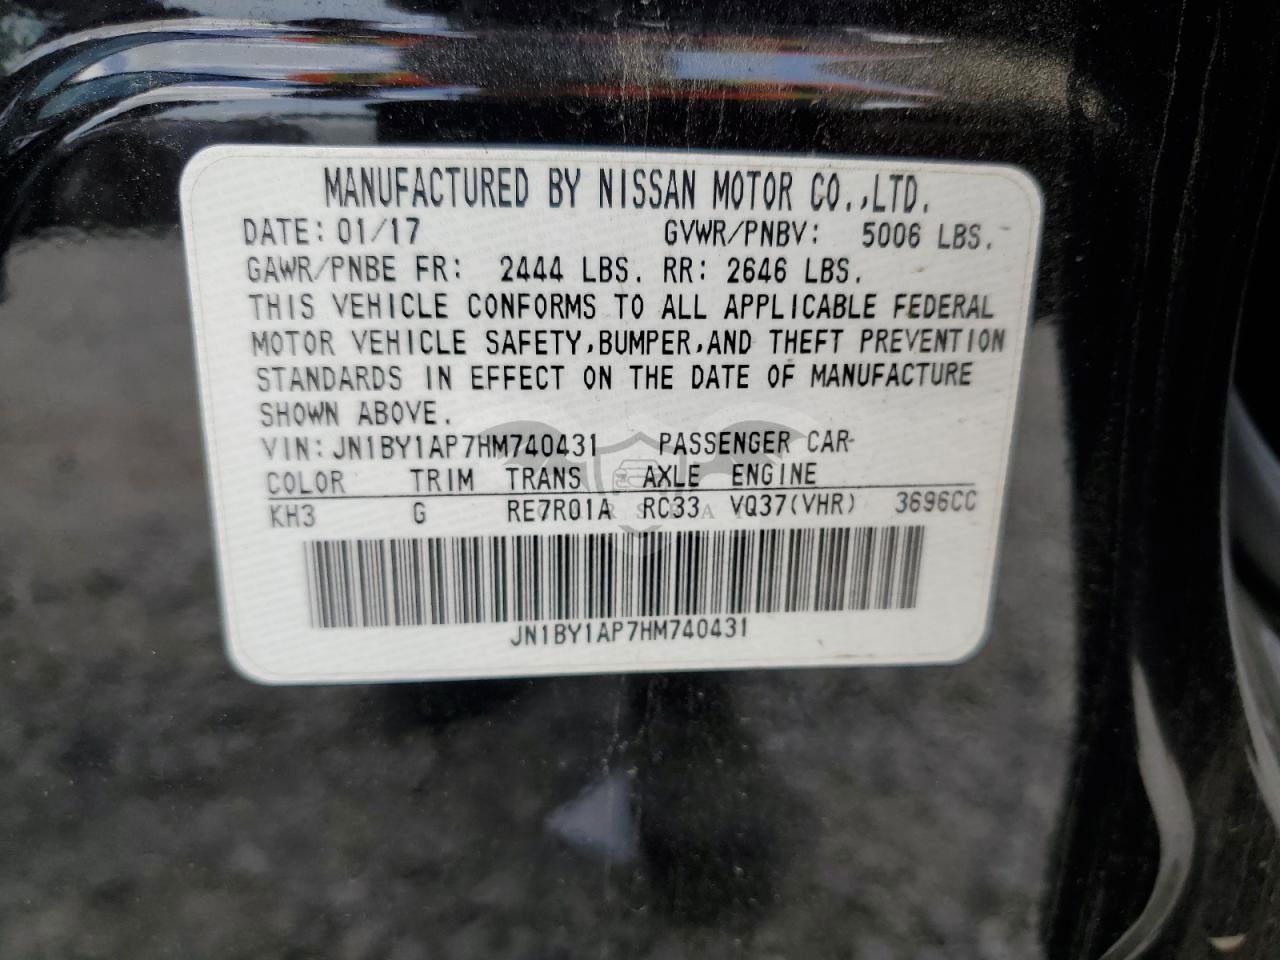 MANUFACTURED BY NISSAN MOTOR CO.,LTD.
DATE: 01/17 GVWR/PNBV: 5006 LBS.
GAWR/PNBE FR: 2444 LBS. RR: 2646 LBS.
THIS VEHICLE CONFORMS TO ALL APPLICABLE FEDERAL
MOTOR VEHICLE SAFETY,BUMPER,AND THEFT PREVENTION
STANDARDS IN EFFECT ON THE DATE OF MANUFACTURE
SHOWN ABOVE.
VIN: JN1BY1AP7HM740431 PASSENGER CAR
COLOR TRIM TRANS AXLE ENGINE
KH3 G RE7R01A RC33 VQ37(VHR) 3696CC
JN1BY1AP7HM740431